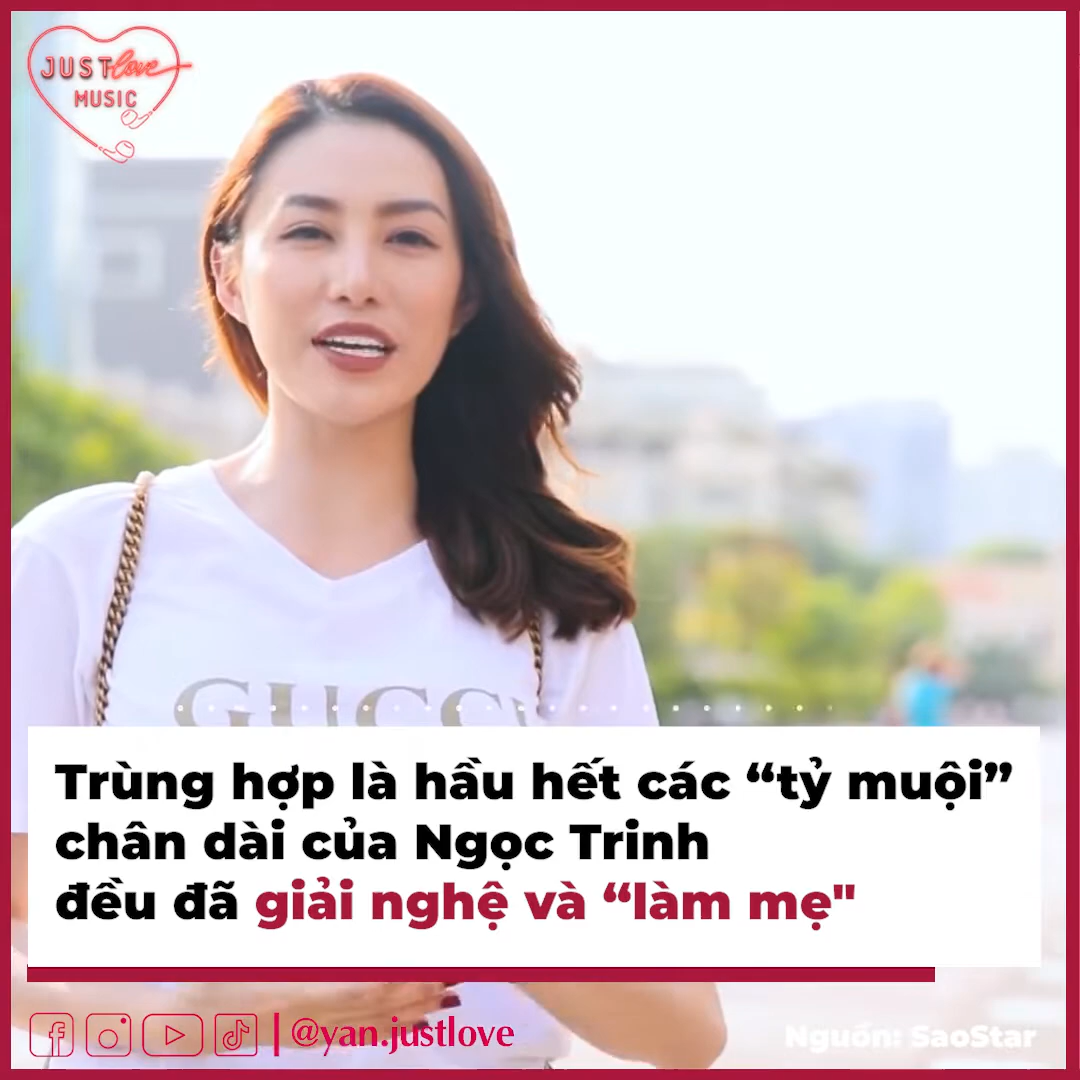 JUST love
MUSIC
GUCCI
Trùng hợp là hầu hết các “tỷ muội”
chân dài của Ngọc Trinh
đều đã giải nghệ và “làm mẹ"
| @yan.justlove
Nguồn: SaoStar